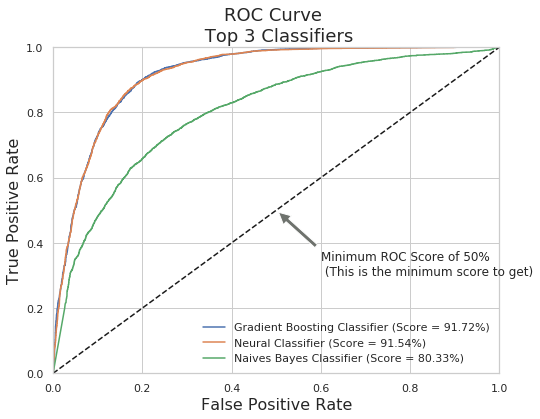 ROC Curve
Top 3 Classifiers
True Positive Rate
1.0
0.8
0.6
0.4
0.2
0.0
Minimum ROC Score of 50%
(This is the minimum score to get)
Gradient Boosting Classifier (Score = 91.72%)
Neural Classifier (Score = 91.54%)
Naives Bayes Classifier (Score = 80.33%)
0.0 0.2 0.4 0.6 0.8 1.0
False Positive Rate